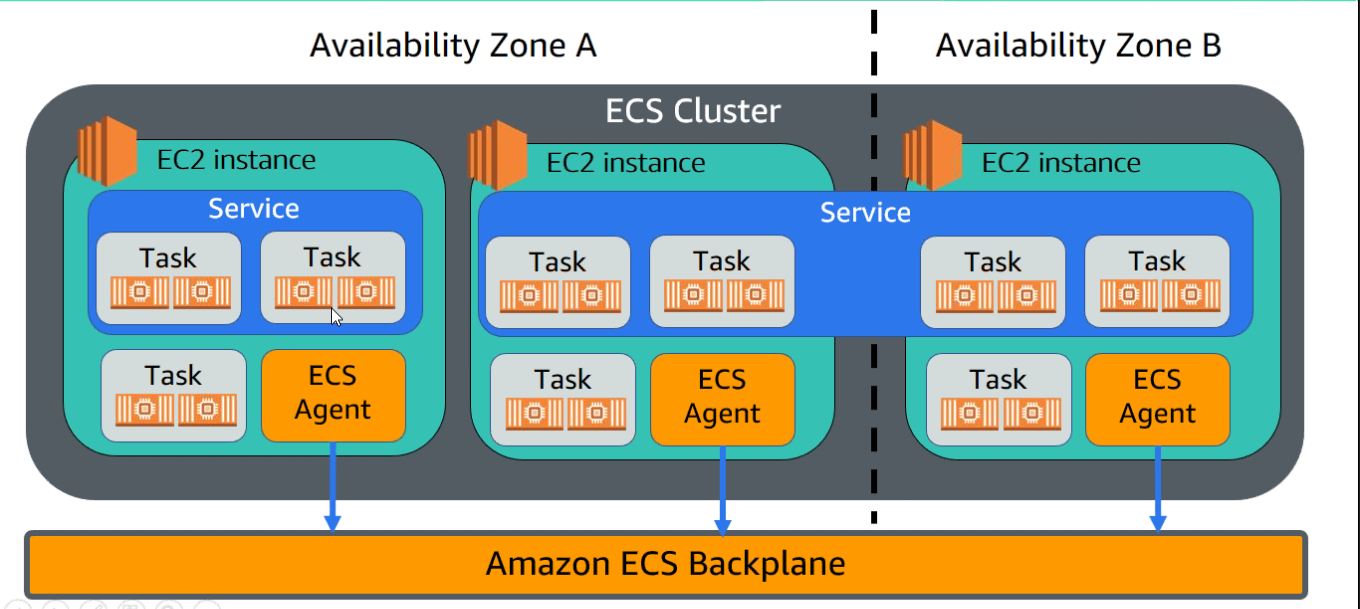 Availability Zone A
Availability Zone B
ECS Cluster
EC2 instance
EC2 instance
EC2 instance
Service
Service
Task
Task
Task
Task
Task
Task
Task
ECS
Agent
Task
ECS
Agent
Task
ECS
Agent
Amazon ECS Backplane